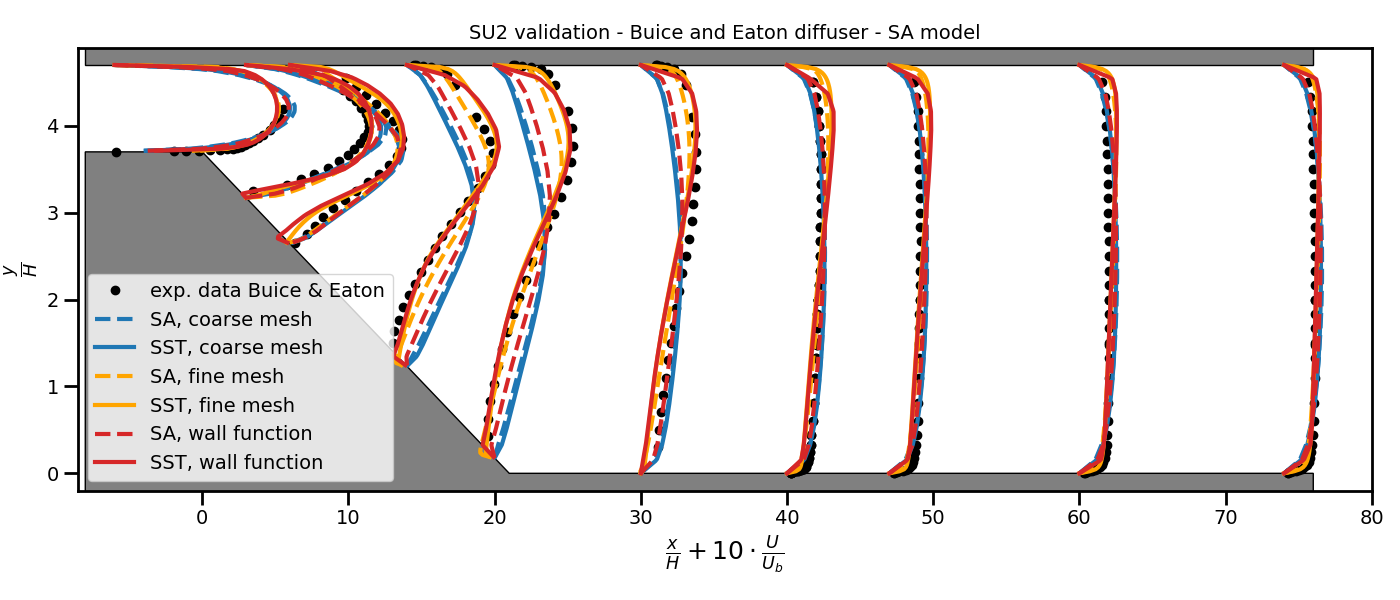 SU2 validation - Buice and Eaton diffuser - SA model
y/H
4
3
2
1
0
exp. data Buice & Eaton
SA, coarse mesh
SST, coarse mesh
SA, fine mesh
SST, fine mesh
SA, wall function
SST, wall function
0 10 20 30 40 50 60 70 80
x/H + 10 · U/U_b